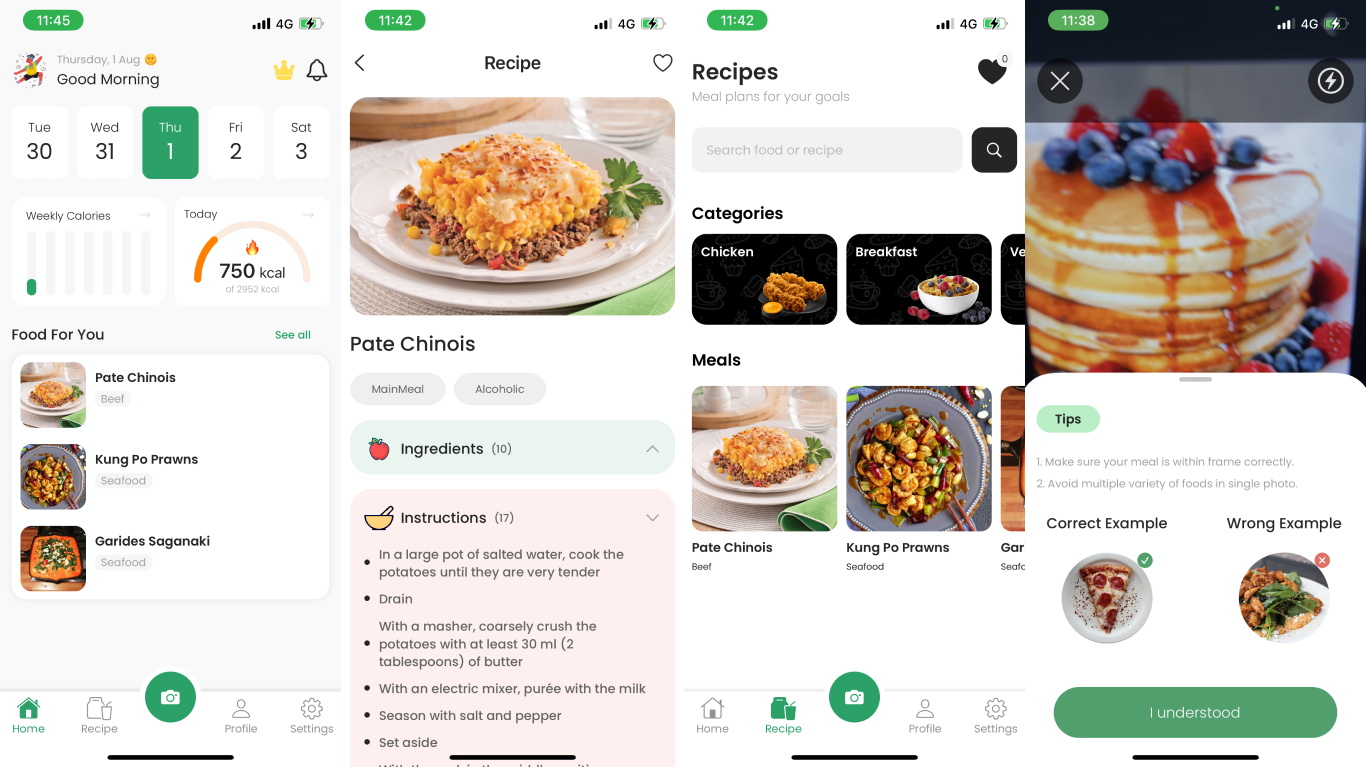 11:45
4G
Thursday, 1 Aug
Good Morning
Tue
30
Wed
31
Thu
1
Fri
2
Sat
3
Weekly Calories
Today
750 kcal
of 2952 kcal
Food For You
See all
Pate Chinois
Beef
Kung Po Prawns
Seafood
Garides Saganaki
Seafood
Home
Recipe
Profile
Settings
11:42
4G
Recipe
Pate Chinois
MainMeal
Alcoholic
Ingredients (10)
Instructions (17)
In a large pot of salted water, cook the
potatoes until they are very tender
Drain
With a masher, coarsely crush the
potatoes with at least 30 ml (2
tablespoons) of butter
With an electric mixer, purée with the milk
Season with salt and pepper
Set aside
11:42
4G
Recipes
0
Meal plans for your goals
Search food or recipe
Categories
Chicken
Breakfast
Ve
Meals
Pate Chinois
Beef
Kung Po Prawns
Seafood
Gar
Seafo
Home
Recipe
Profile
Settings
11:38
4G
Tips
1. Make sure your meal is within frame correctly.
2. Avoid multiple variety of foods in single photo.
Correct Example
Wrong Example
I understood